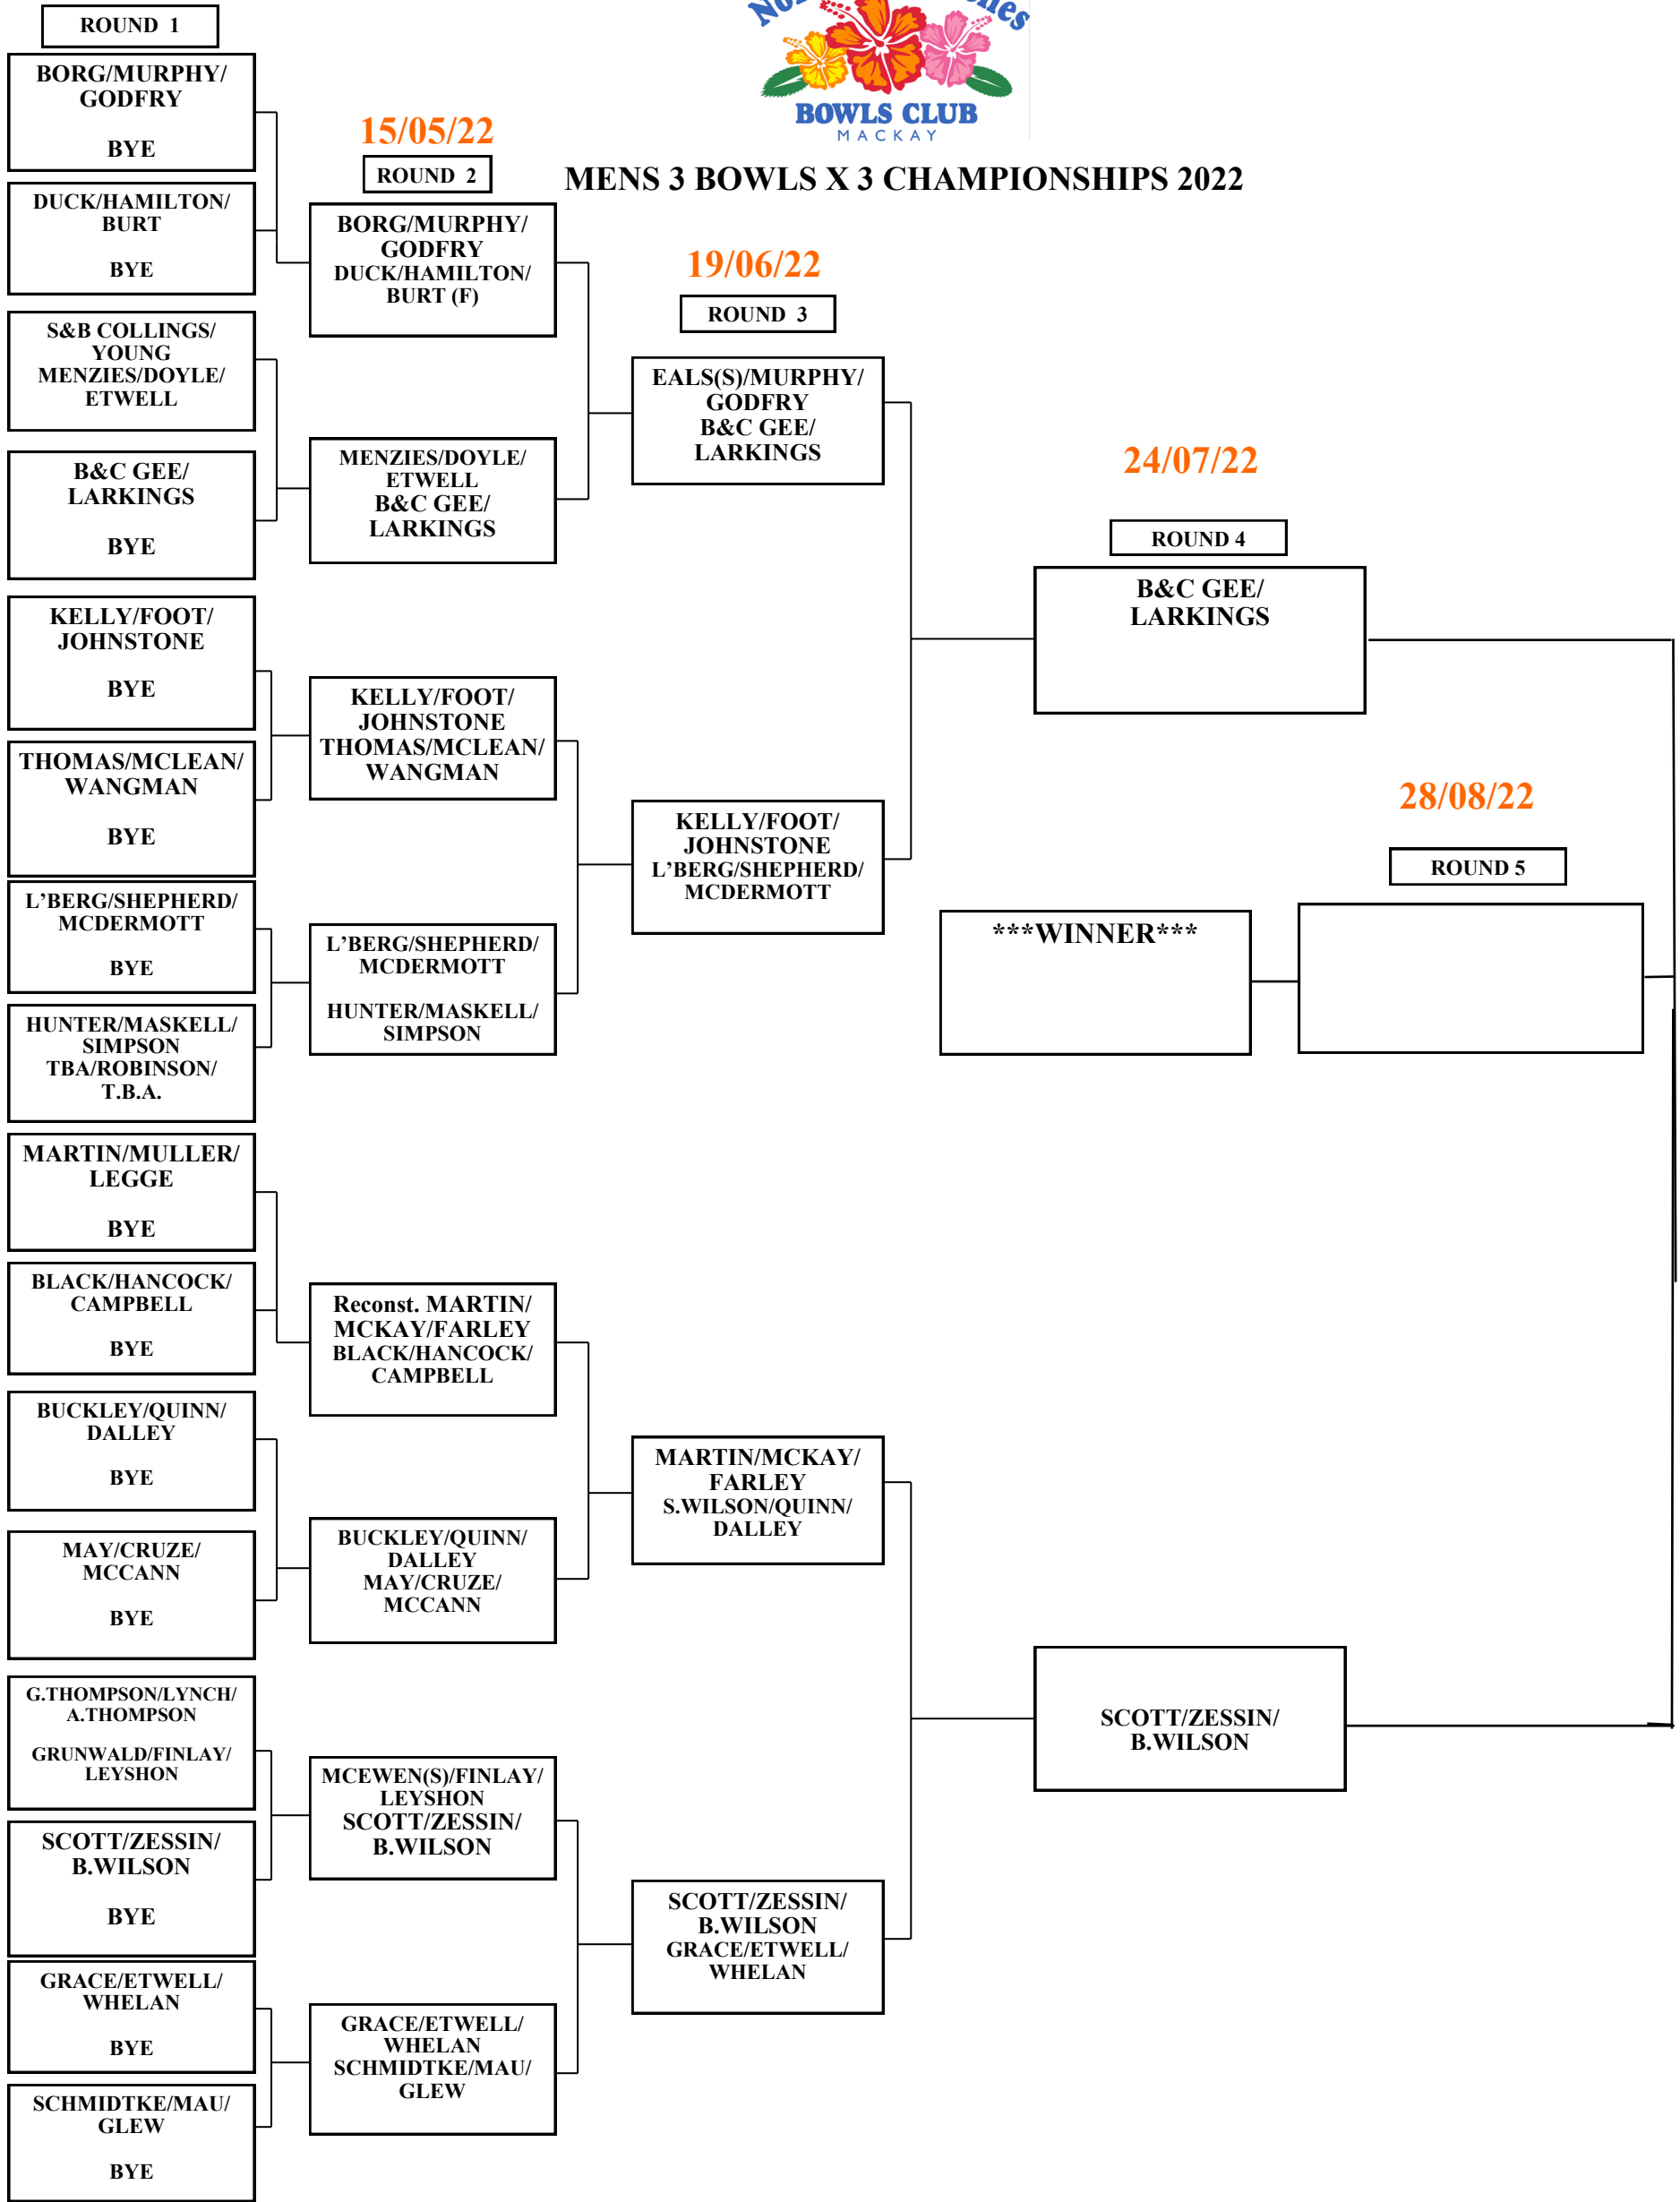 ROUND 1
BORG/MURPHY/
GODFRY
BYE
DUCK/HAMILTON/
BURT
BYE
S&B COLLINGS/
YOUNG
MENZIES/DOYLE/
ETWELL
B&C GEE/
LARKINGS
BYE
KELLY/FOOT/
JOHNSTONE
BYE
THOMAS/MCLEAN/
WANGMAN
BYE
L’BERG/SHEPHERD/
MCDERMOTT
BYE
HUNTER/MASKELL/
SIMPSON
TBA/ROBINSON/
T.B.A.
MARTIN/MULLER/
LEGGE
BYE
BLACK/HANCOCK/
CAMPBELL
BYE
BUCKLEY/QUINN/
DALLEY
BYE
MAY/CRUZE/
MCCANN
BYE
G.THOMPSON/LYNCH/
A.THOMPSON
GRUNWALD/FINLAY/
LEYSHON
SCOTT/ZESSIN/
B.WILSON
BYE
GRACE/ETWELL/
WHELAN
BYE
SCHMIDTKE/MAU/
GLEW
BYE
15/05/22
ROUND 2
BORG/MURPHY/
GODFRY
DUCK/HAMILTON/
BURT (F)
MENZIES/DOYLE/
ETWELL
B&C GEE/
LARKINGS
KELLY/FOOT/
JOHNSTONE
THOMAS/MCLEAN/
WANGMAN
L’BERG/SHEPHERD/
MCDERMOTT
HUNTER/MASKELL/
SIMPSON
Reconst. MARTIN/
MCKAY/FARLEY
BLACK/HANCOCK/
CAMPBELL
BUCKLEY/QUINN/
DALLEY
MAY/CRUZE/
MCCANN
MCEWEN(S)/FINLAY/
LEYSHON
SCOTT/ZESSIN/
B.WILSON
GRACE/ETWELL/
WHELAN
SCHMIDTKE/MAU/
GLEW
BOWLS CLUB
MACKAY
MENS 3 BOWLS X 3 CHAMPIONSHIPS 2022
19/06/22
ROUND 3
EALS(S)/MURPHY/
GODFRY
B&C GEE/
LARKINGS
KELLY/FOOT/
JOHNSTONE
L’BERG/SHEPHERD/
MCDERMOTT
MARTIN/MCKAY/
FARLEY
S.WILSON/QUINN/
DALLEY
SCOTT/ZESSIN/
B.WILSON
GRACE/ETWELL/
WHELAN
24/07/22
ROUND 4
B&C GEE/
LARKINGS
SCOTT/ZESSIN/
B.WILSON
28/08/22
ROUND 5
***WINNER***